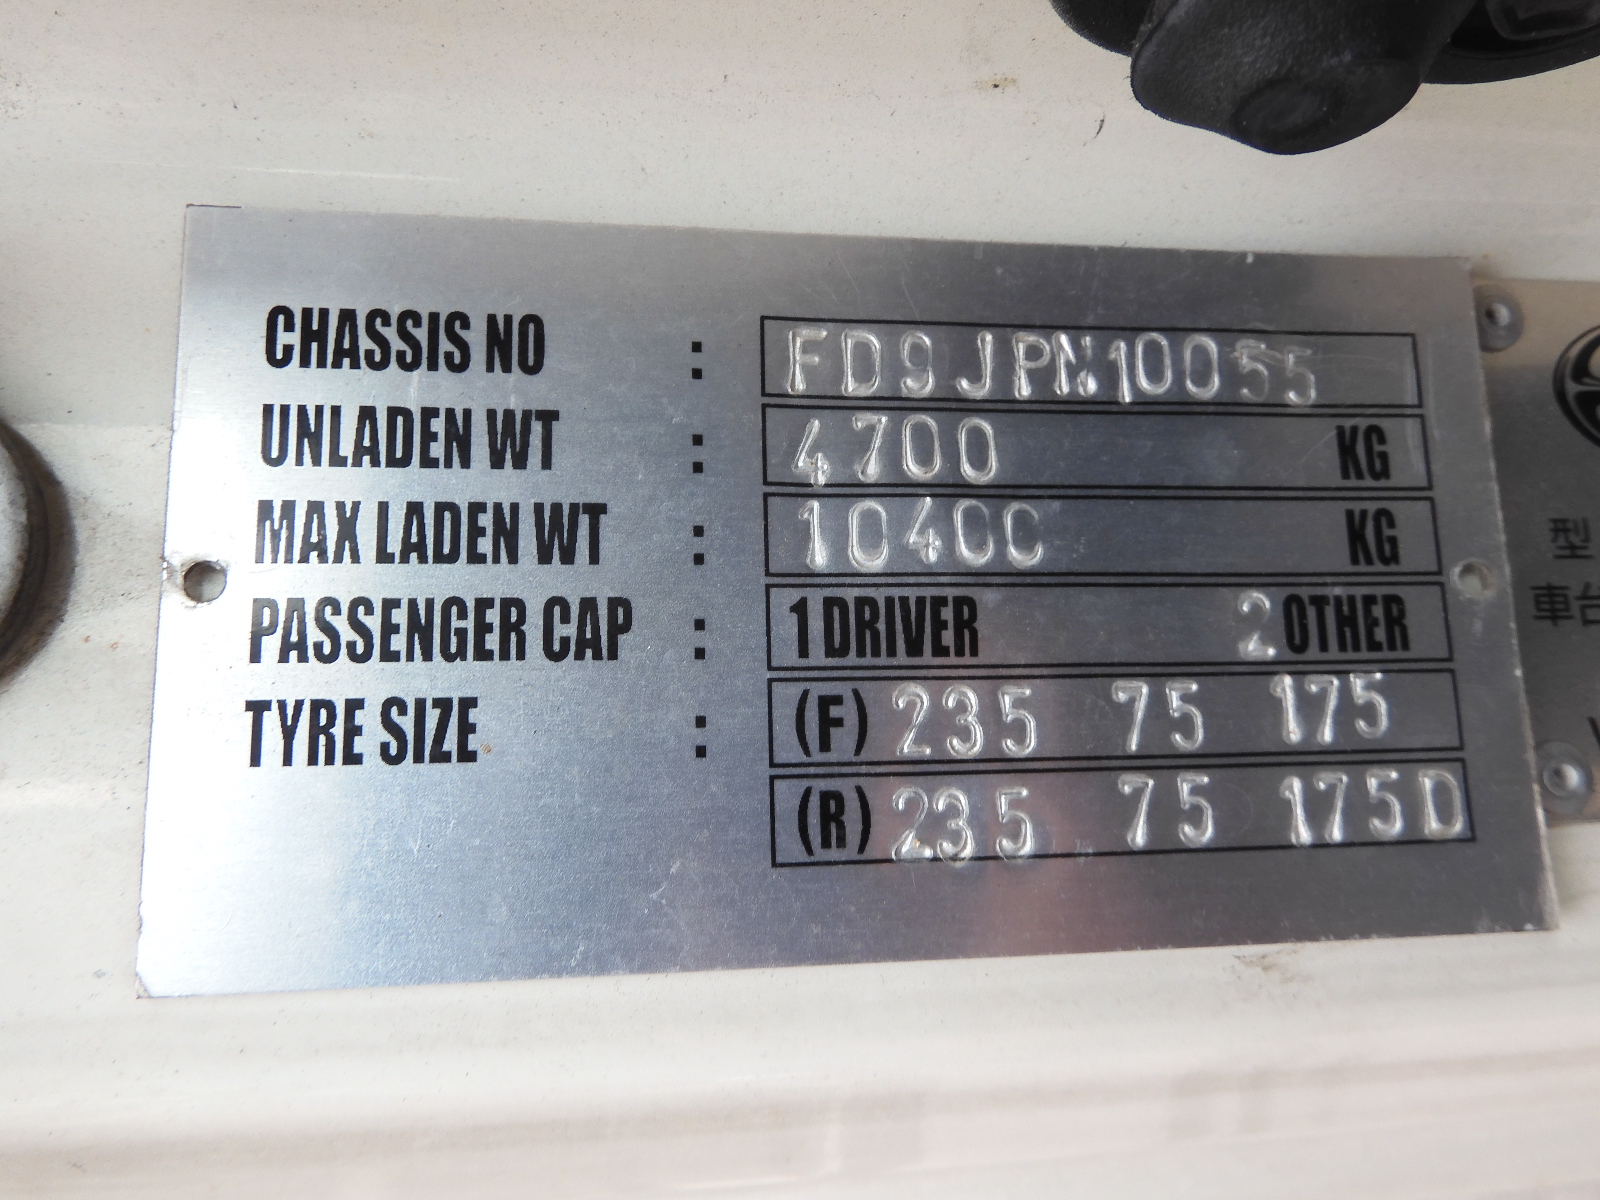 CHASSIS NO : FD9JPN10055
UNLADEN WT : 4700 KG
MAX LADEN WT : 10400 KG
PASSENGER CAP : 1 DRIVER 2 OTHER
TYRE SIZE : (F) 235 75 175
(R) 235 75 175D
型
車台